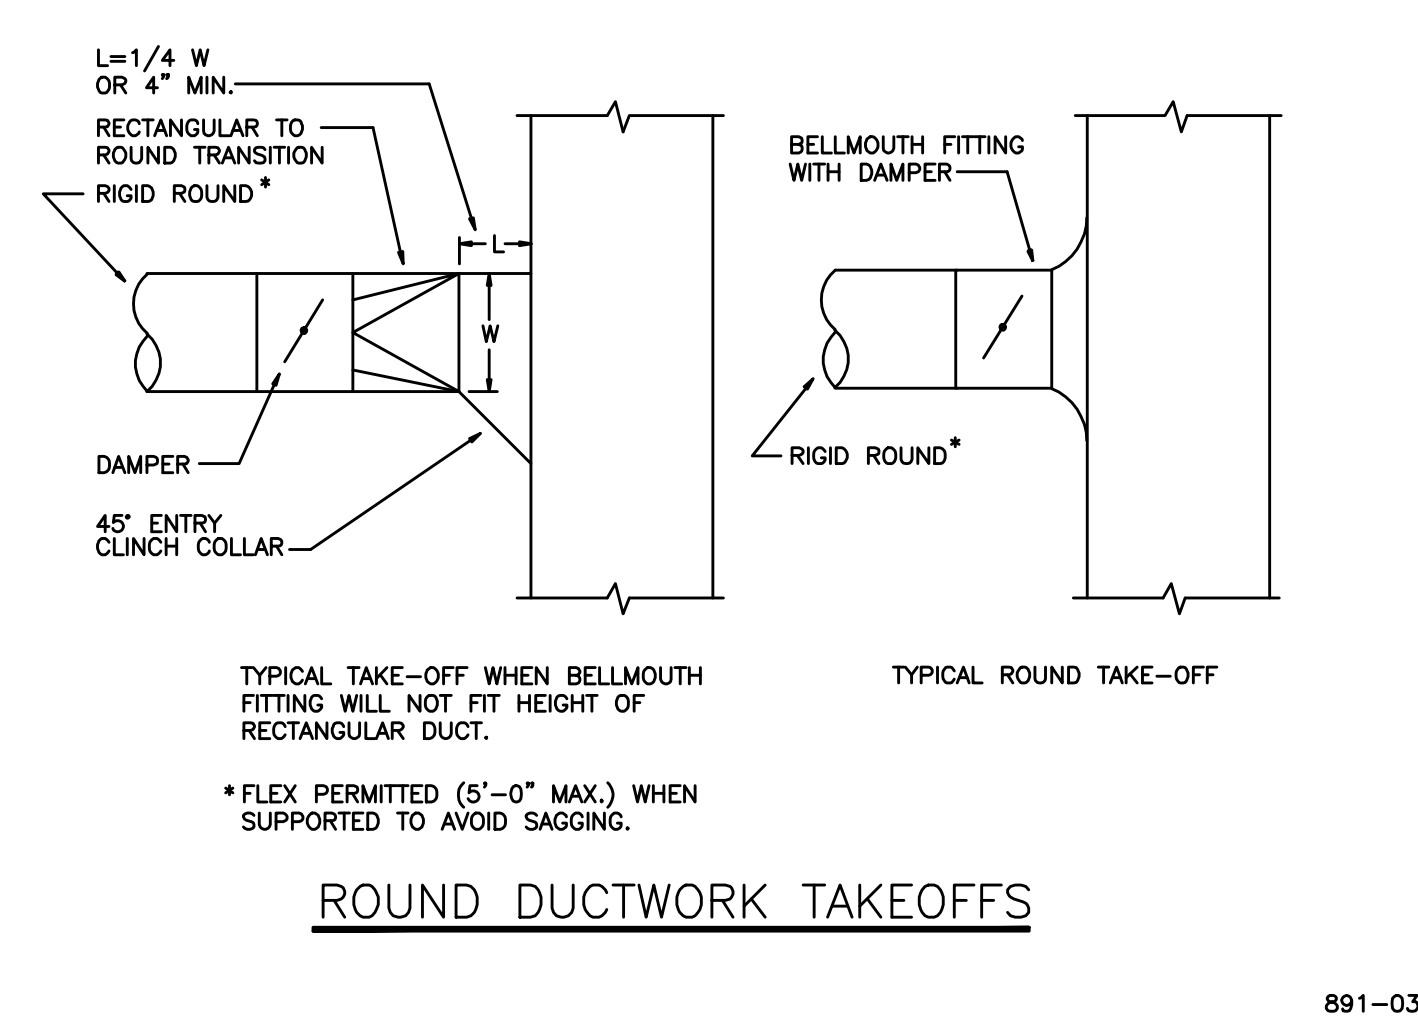 L=1/4 W
OR 4" MIN.
RECTANGULAR TO
ROUND TRANSITION
RIGID ROUND*
L
W
DAMPER
45° ENTRY
CLINCH COLLAR
BELLMOUTH FITTING
WITH DAMPER
RIGID ROUND*
TYPICAL TAKE-OFF WHEN BELLMOUTH
FITTING WILL NOT FIT HEIGHT OF
RECTANGULAR DUCT.
TYPICAL ROUND TAKE-OFF
* FLEX PERMITTED (5'-0" MAX.) WHEN
SUPPORTED TO AVOID SAGGING.
ROUND DUCTWORK TAKEOFFS
891-03